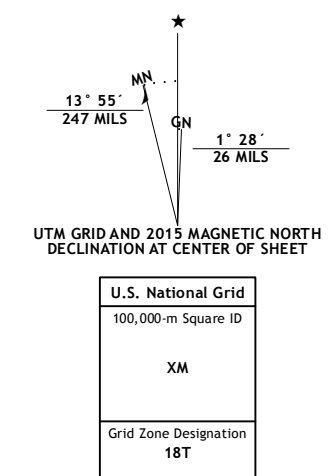 ★
MN
13° 55´
247 MILS
GN
1° 28´
26 MILS
UTM GRID AND 2015 MAGNETIC NORTH
DECLINATION AT CENTER OF SHEET
U.S. National Grid
100,000-m Square ID
XM
Grid Zone Designation
18T